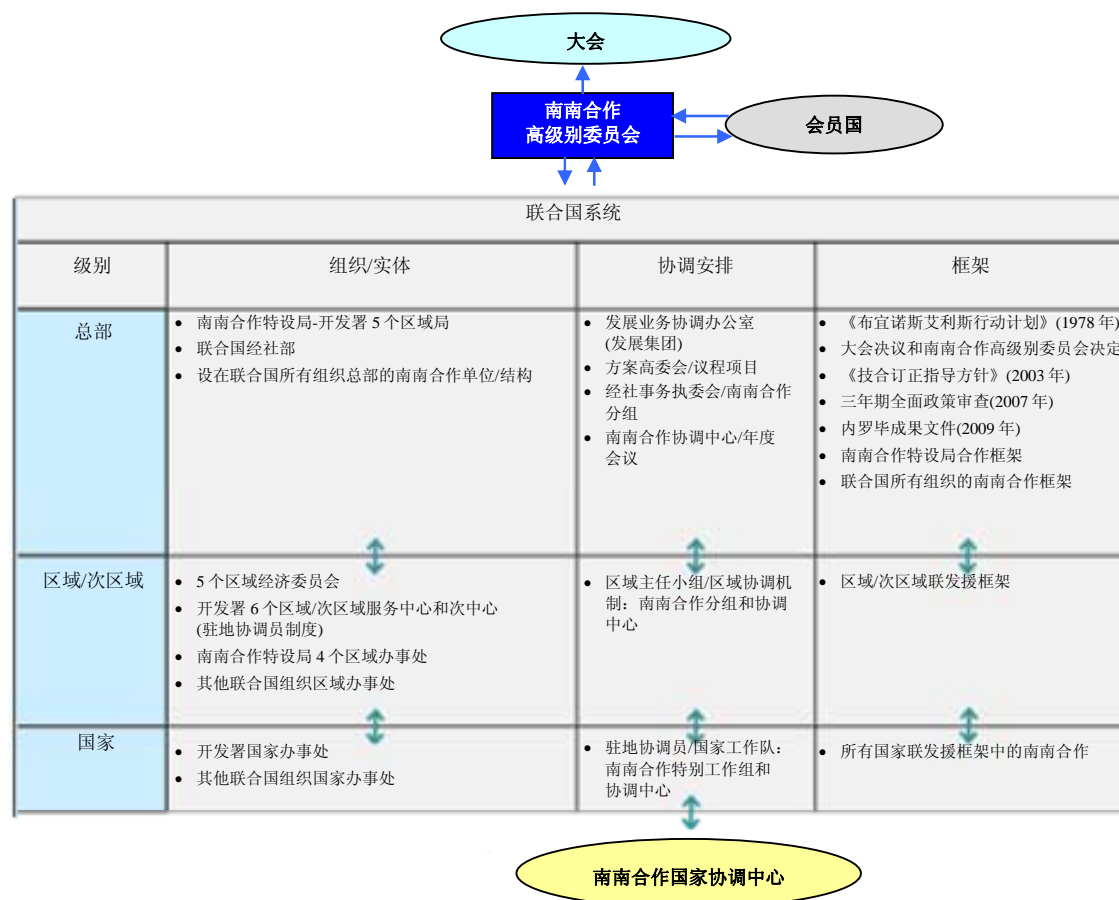 大会
南南合作
高级别委员会
会员国
联合国系统
级别
组织/实体
协调安排
框架
总部
• 南南合作特设局-开发署 5 个区域局
• 联合国经社部
• 设在联合国所有组织总部的南南合作单位/结构
• 发展业务协调办公室
(发展集团)
• 方案高委会/议程项目
• 经社事务执委会/南南合作
分组
• 南南合作协调中心/年度
会议
• 《布宜诺斯艾利斯行动计划》(1978 年)
• 大会决议和南南合作高级别委员会决定
• 《技合订正指导方针》(2003 年)
• 三年期全面政策审查(2007 年)
• 内罗毕成果文件(2009 年)
• 南南合作特设局合作框架
• 联合国所有组织的南南合作框架
区域/次区域
• 5 个区域经济委员会
• 开发署 6 个区域/次区域服务中心和次中心
(驻地协调员制度)
• 南南合作特设局 4 个区域办事处
• 其他联合国组织区域办事处
• 区域主任小组/区域协调机
制：南南合作分组和协调
中心
• 区域/次区域联发援框架
国家
• 开发署国家办事处
• 其他联合国组织国家办事处
• 驻地协调员/国家工作队：
南南合作特别工作组和
协调中心
• 所有国家联发援框架中的南南合作
南南合作国家协调中心